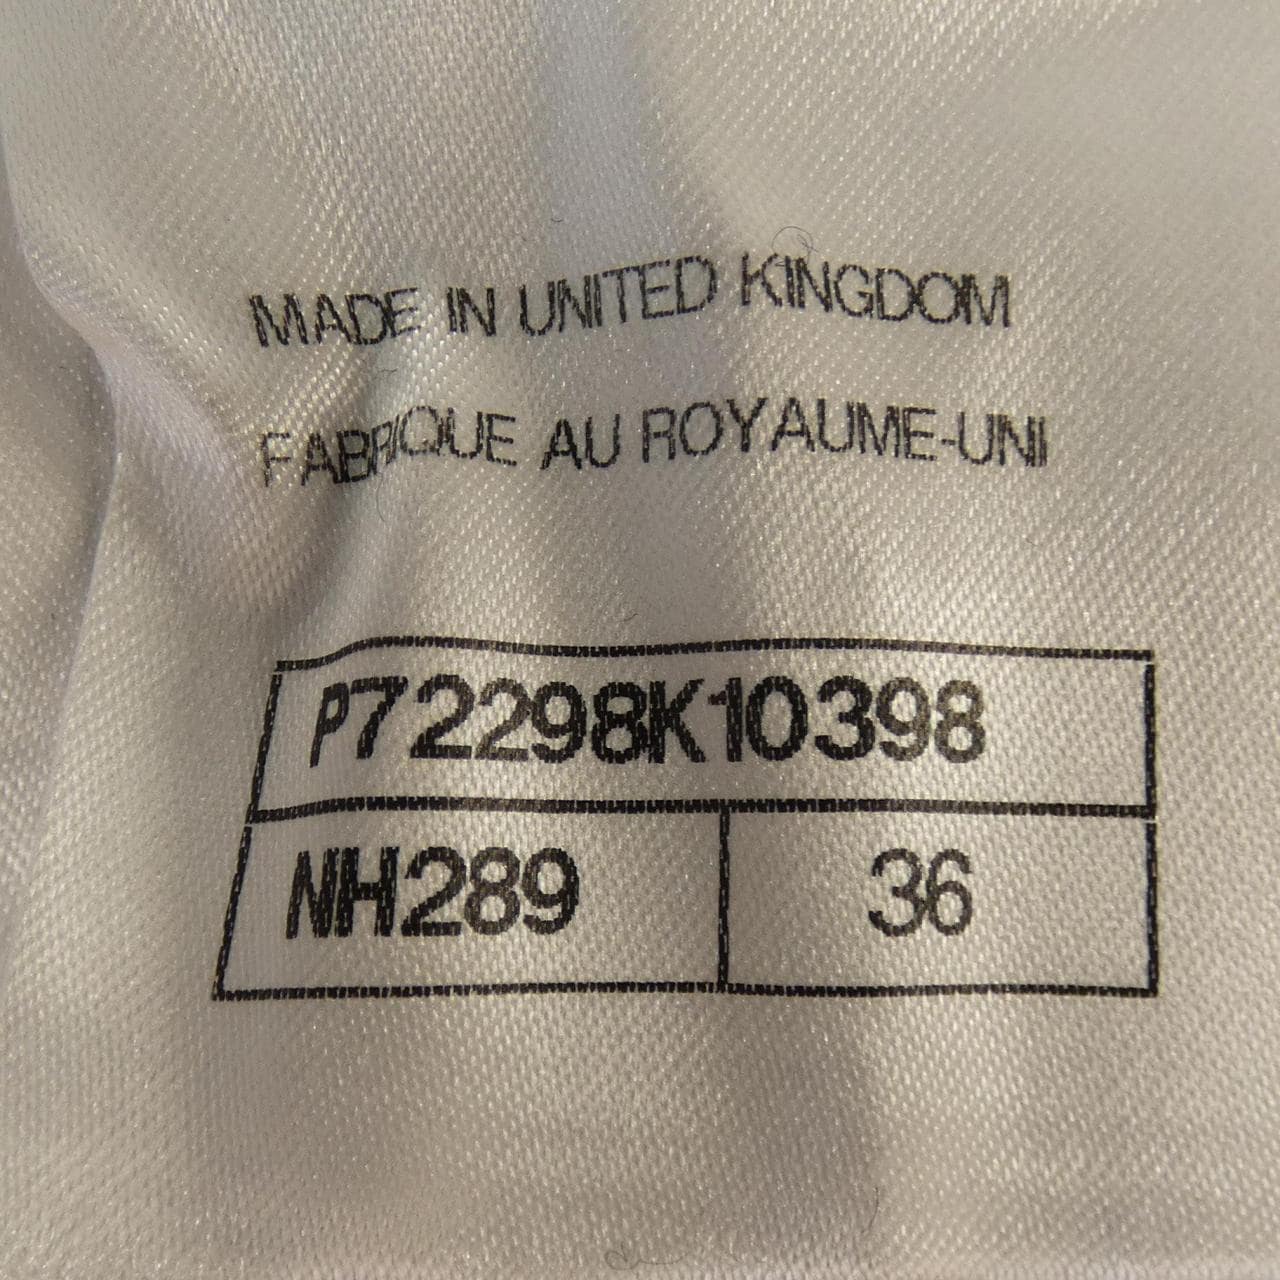 MADE IN UNITED KINGDOM
FABRIQUE AU ROYAUME-UNI
P72298K10398
NH289 36